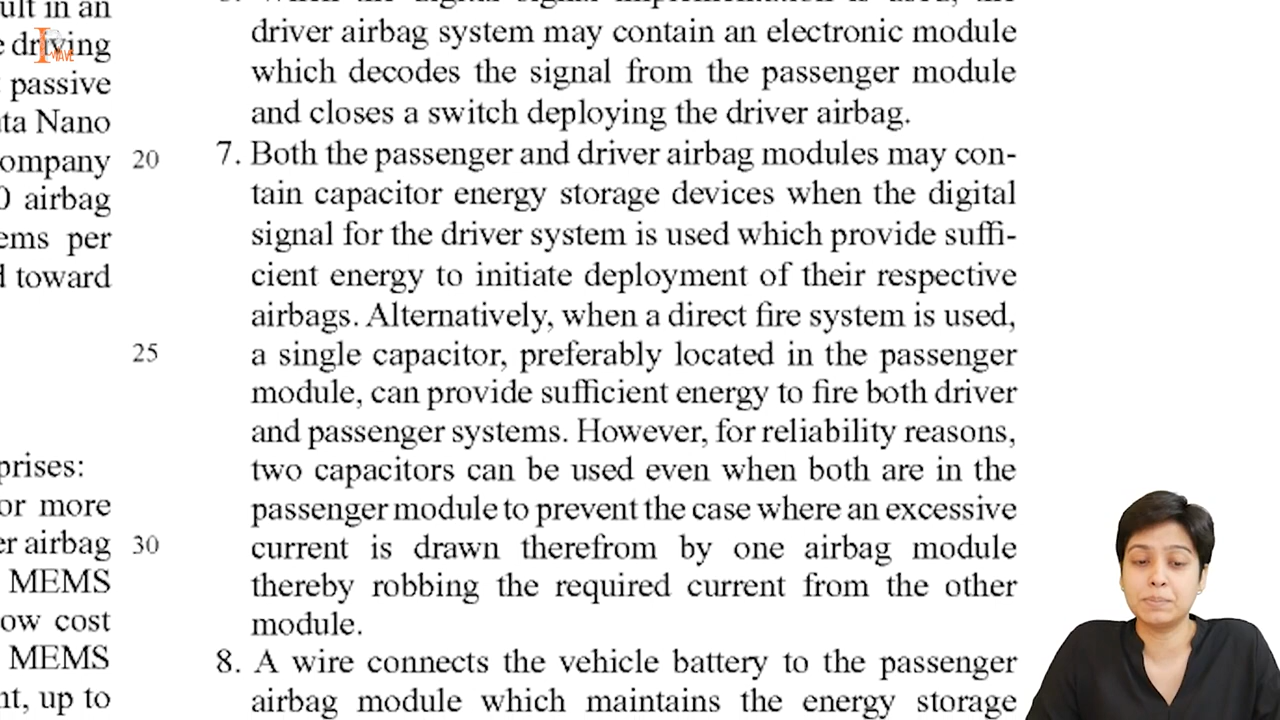 ult in an
e driving
passive
ata Nano
ompany
0 airbag
ems per
d toward
prises:
or more
er airbag
MEMS
ow cost
MEMS
nt, up to
20
25
30
driver airbag system may contain an electronic module
which decodes the signal from the passenger module
and closes a switch deploying the driver airbag.
7. Both the passenger and driver airbag modules may con-
tain capacitor energy storage devices when the digital
signal for the driver system is used which provide suffi-
cient energy to initiate deployment of their respective
airbags. Alternatively, when a direct fire system is used,
a single capacitor, preferably located in the passenger
module, can provide sufficient energy to fire both driver
and passenger systems. However, for reliability reasons,
two capacitors can be used even when both are in the
passenger module to prevent the case where an excessive
current is drawn therefrom by one airbag module
thereby robbing the required current from the other
module.
8. A wire connects the vehicle battery to the passenger
airbag module which maintains the energy storage